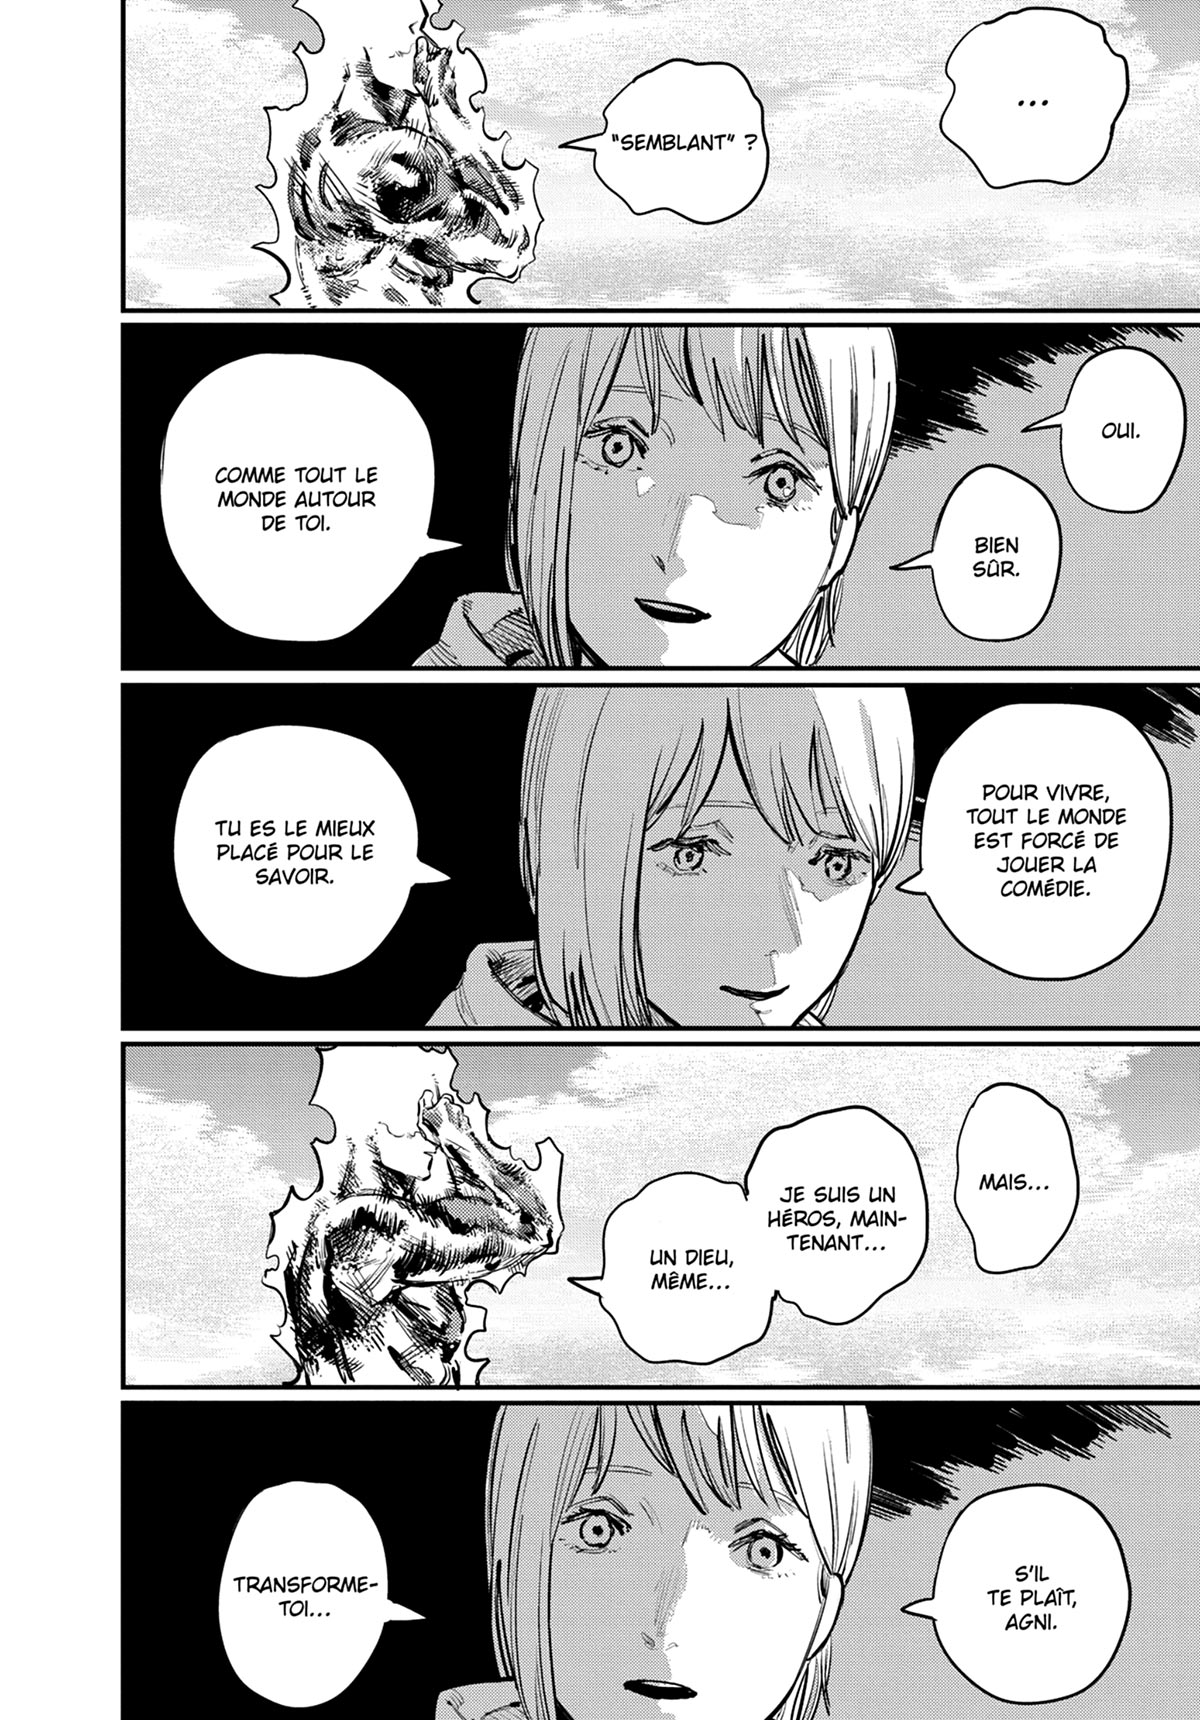 ...
"SEMBLANT" ?
OUI.
BIEN
SÛR.
COMME TOUT LE
MONDE AUTOUR
DE TOI.
POUR VIVRE,
TOUT LE MONDE
EST FORCÉ DE
JOUER LA
COMÉDIE.
TU ES LE MIEUX
PLACÉ POUR LE
SAVOIR.
MAIS...
JE SUIS UN
HÉROS, MAIN-
TENANT...
UN DIEU,
MÊME...
S'IL
TE PLAÎT,
AGNI.
TRANSFORME-
TOI...